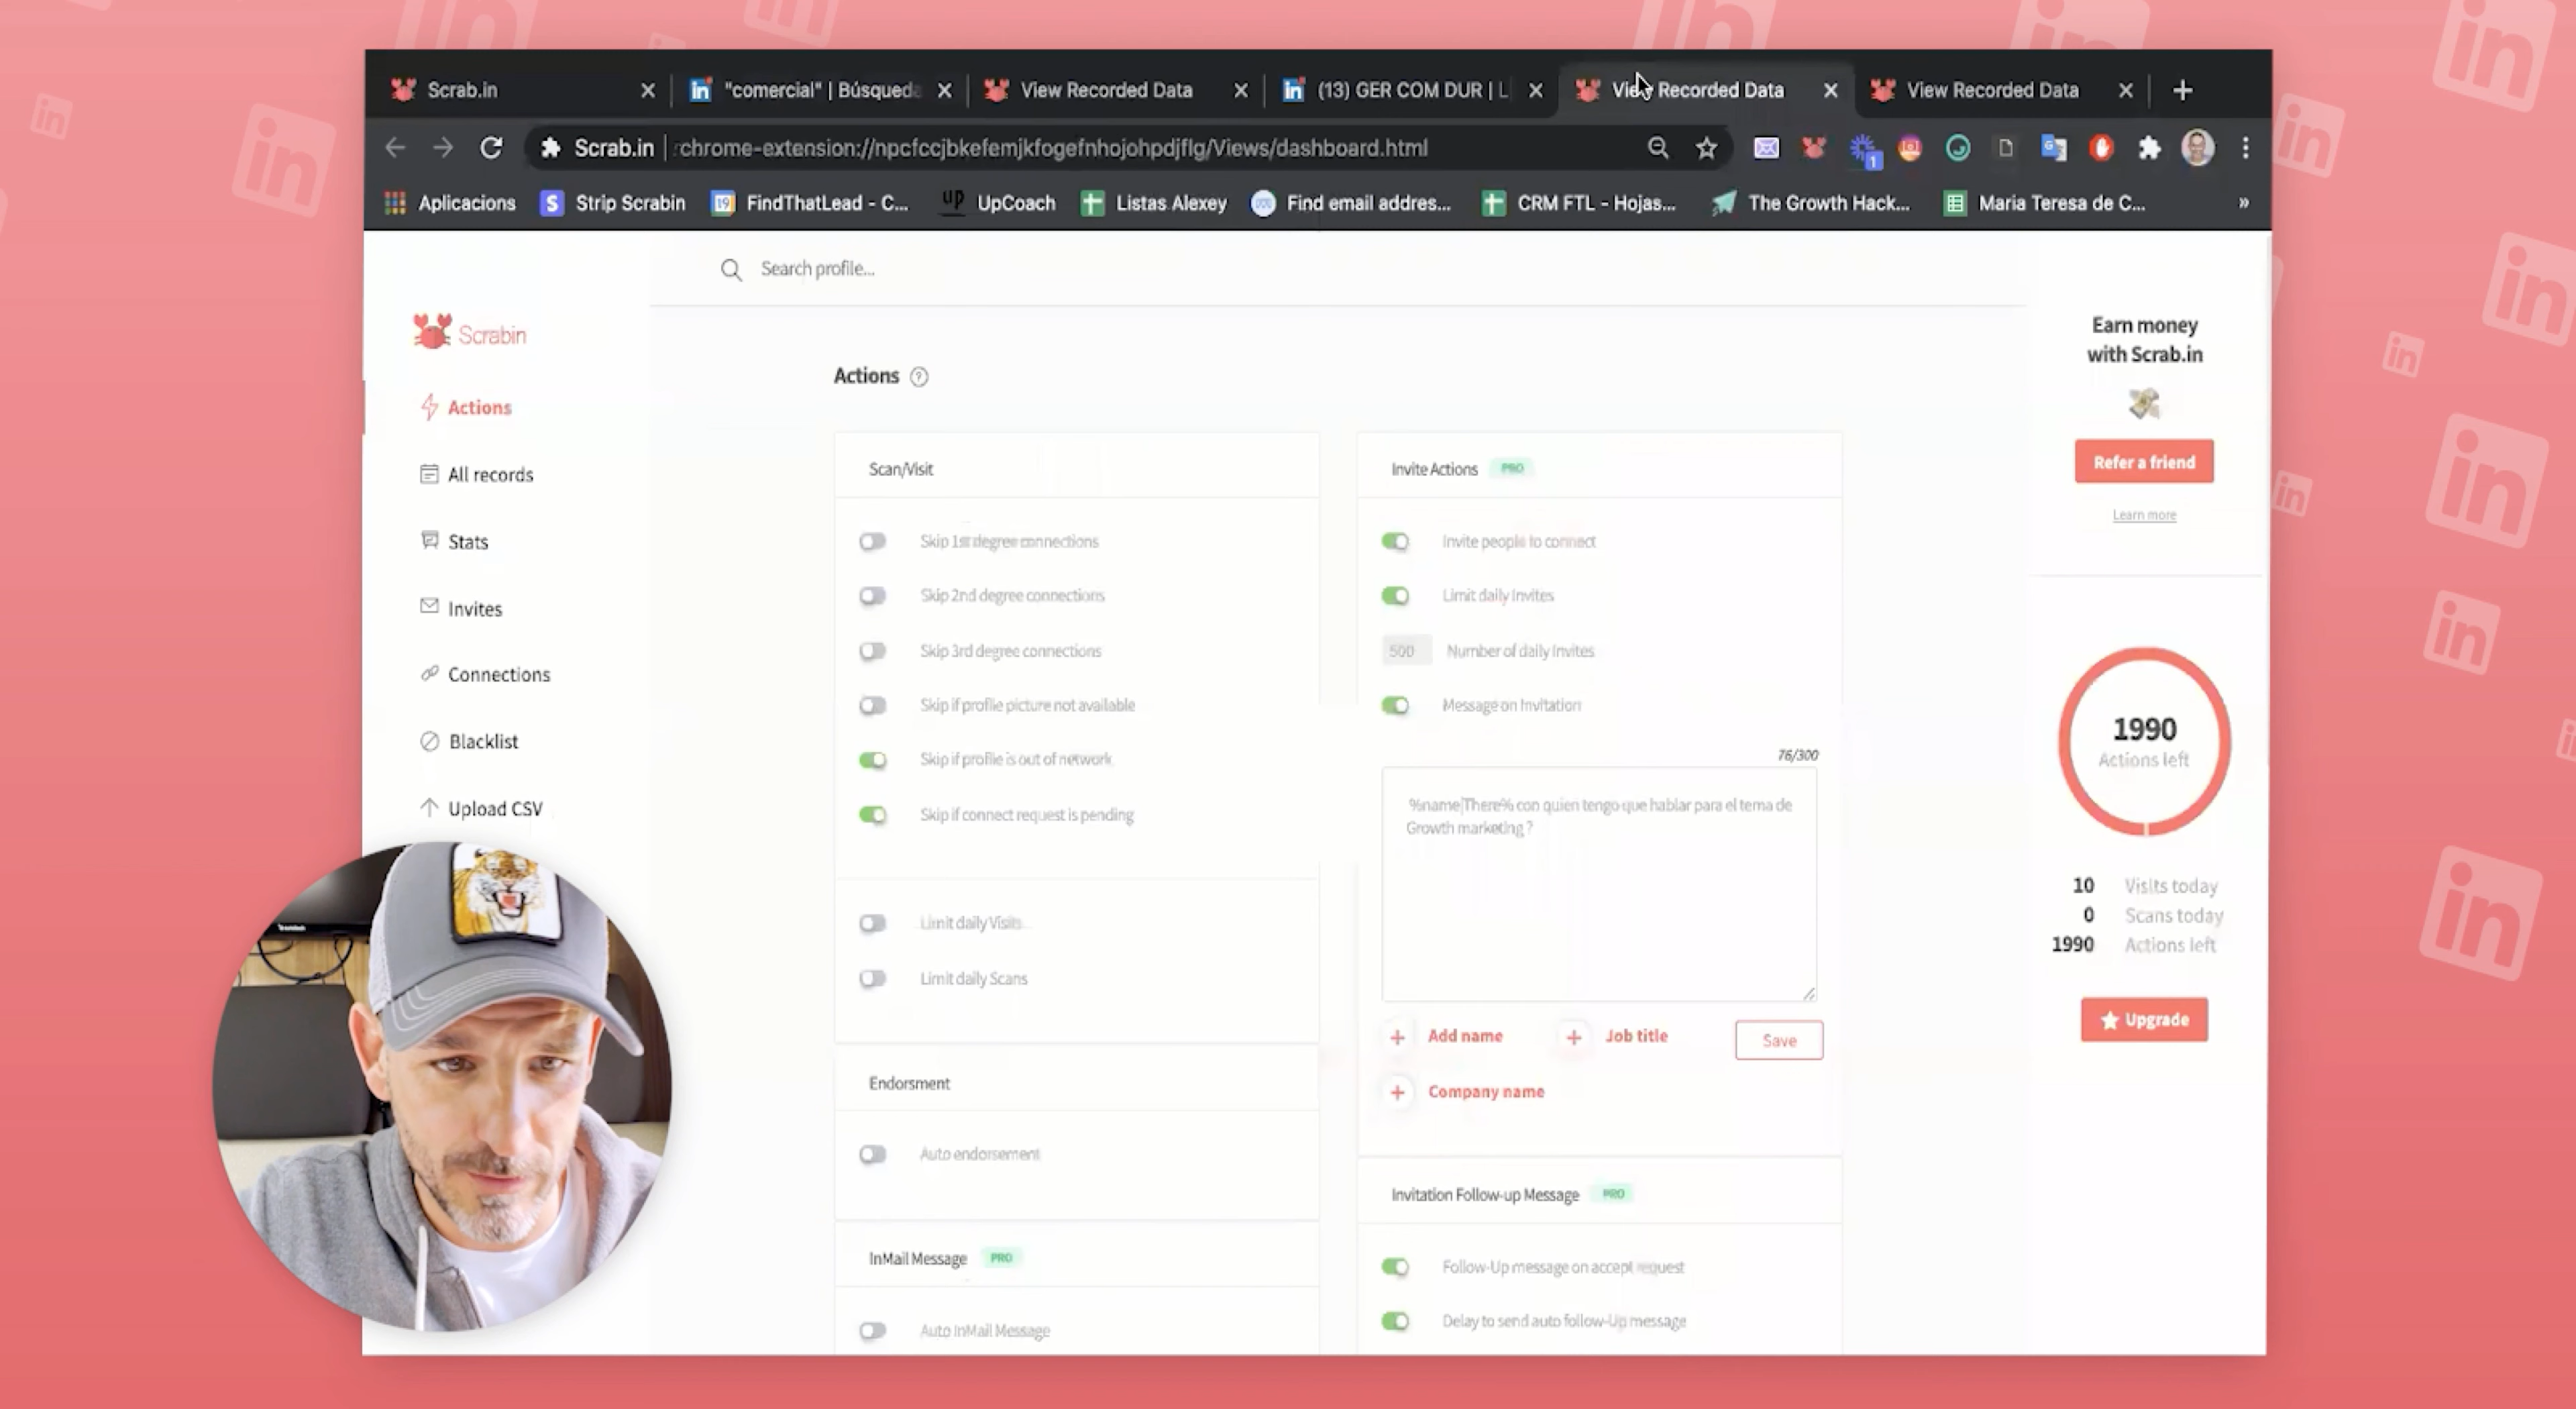 Scrab.in
"comercial" | Búsqueda
View Recorded Data
(13) GER COM DUR | L
View Recorded Data
View Recorded Data
Scrab.in | chrome-extension://npcfccjbkefemjkfogefnhojohpdjflg/Views/dashboard.html
Aplicacions
Strip Scrabin
FindThatLead - C...
UpCoach
Listas Alexey
Find email addres...
CRM FTL - Hojas...
The Growth Hack...
Maria Teresa de C...
»
Search profile...
Scrabin
Actions
All records
Stats
Invites
Connections
Blacklist
Upload CSV
Actions
Scan/Visit
Skip 1st degree connections
Skip 2nd degree connections
Skip 3rd degree connections
Skip if profile picture not available
Skip if profile is out of network
Skip if connect request is pending
Limit daily Visits
Limit daily Scans
Endorsment
Auto endorsement
InMail Message PRO
Auto InMail Message
Invite Actions PRO
Invite people to connect
Limit daily Invites
500 Number of daily Invites
Message on Invitation
76/300
%name|There% con quien tengo que hablar para el tema de
Growth marketing ?
+ Add name
+ Job title
Save
+ Company name
Invitation Follow-up Message PRO
Follow-Up message on accept request
Delay to send auto follow-Up message
Earn money
with Scrab.in
Refer a friend
Learn more
1990
Actions left
10 Visits today
0 Scans today
1990 Actions left
Upgrade